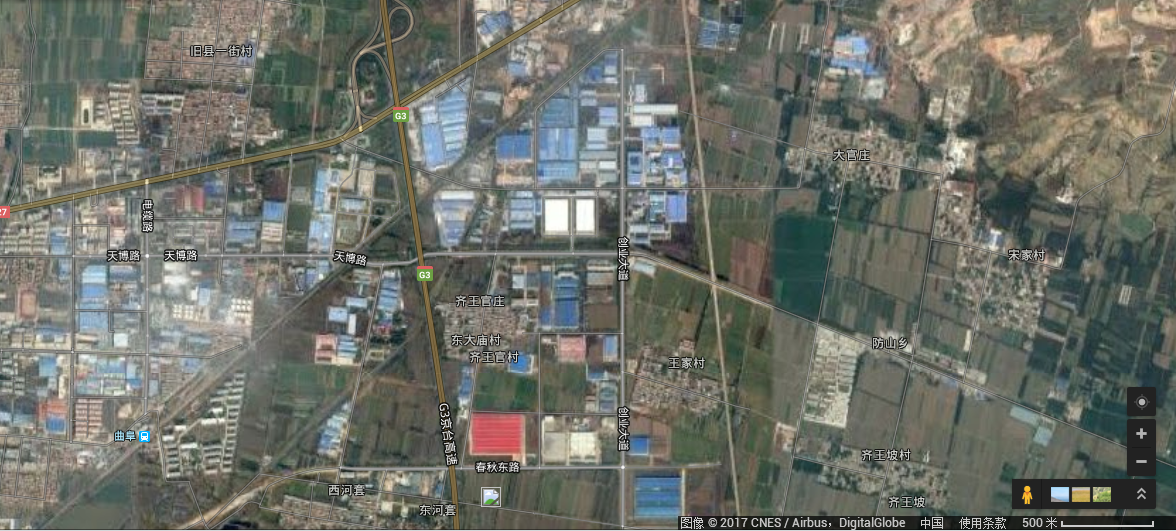 旧县一街村
G3
大官庄
27
电缆路
创业大道
天博路
天博路
天博路
宋家村
G3
齐王官庄
东大庙村
齐王官村
王家村
防山乡
G3京台高速
创业大道
曲阜
齐王坡村
春秋东路
西河套
东河套
齐王坡
图像 © 2017 CNES / Airbus，DigitalGlobe 中国 使用条款 500 米